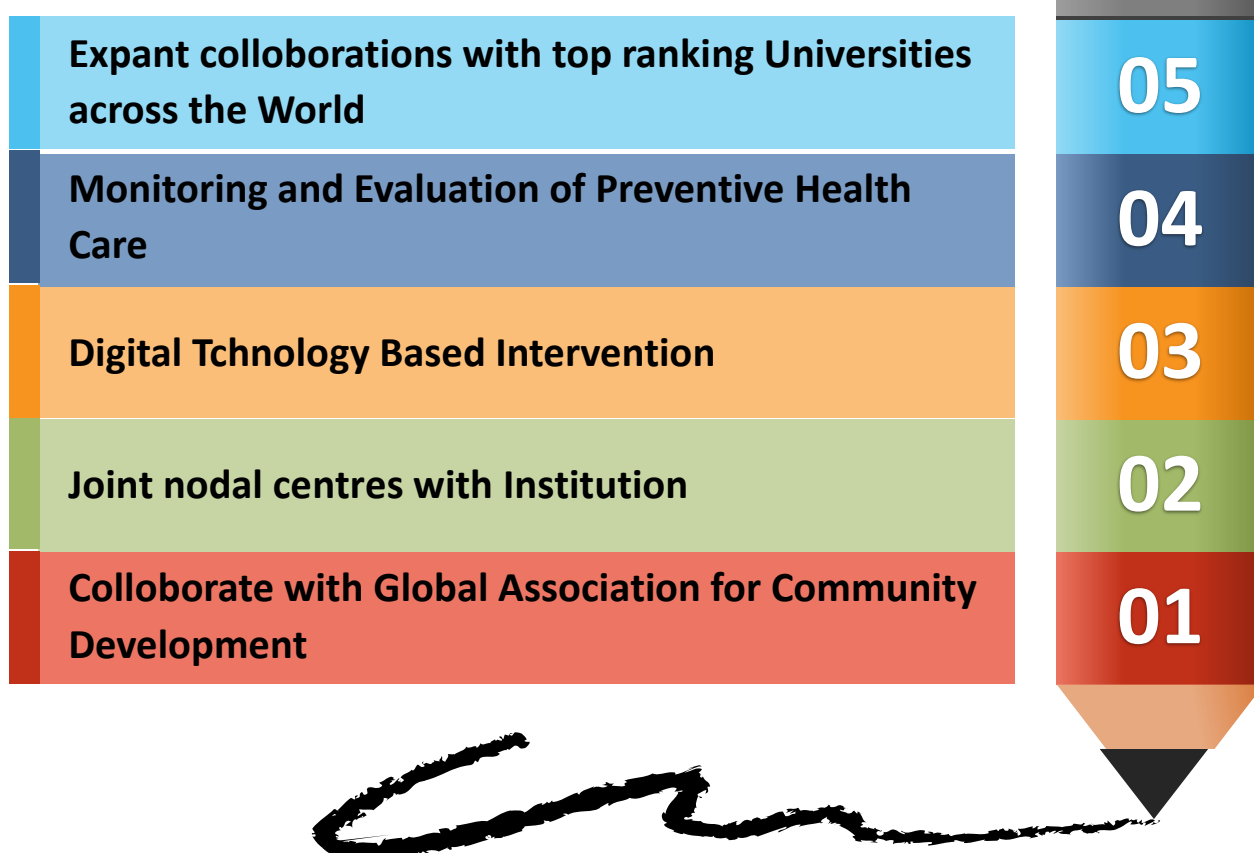 Expant colloborations with top ranking Universities
across the World
05
Monitoring and Evaluation of Preventive Health
Care
04
Digital Tchnology Based Intervention
03
Joint nodal centres with Institution
02
Colloborate with Global Association for Community
Development
01